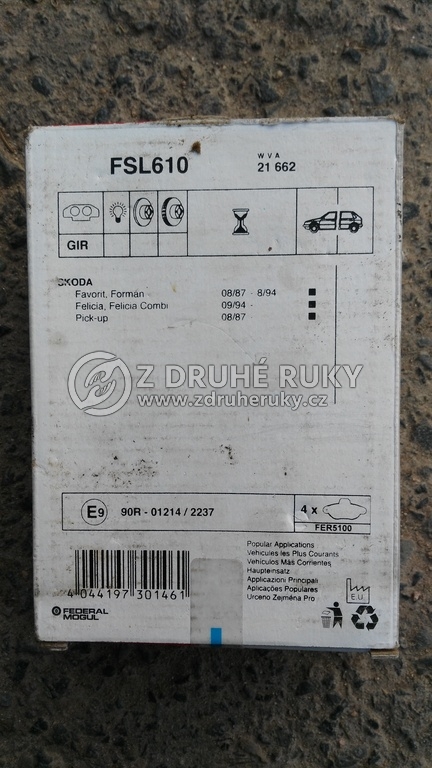 FSL610
W V A
21 662
GIR
SKODA
Favorit, Forman 08/87 - 8/94
Felicia, Felicia Combi 09/94 -
Pick-up 08/87
Z DRUHÉ RUKY
www.zdruheruky.cz
E9 90R - 01214 / 2237
4 x
FER5100
Popular Applications
Vehicules les Plus Courants
Vehiculos Más Corrientes
Haupteinsatz
Applicazioni Principali
Aplicações Populares
Urceno Zejména Pro
4 044197 301461
FEDERAL
MOGUL
E.U.